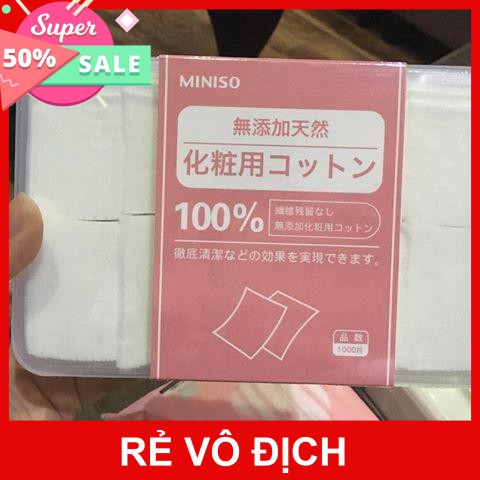 Super
50%
SALE
MINISO
無添加天然
化粧用コットン
100%
繊維残留なし
無添加化粧用コットン
徹底清潔などの効果を実現できます。
品数
1000片
RẺ VÔ ĐỊCH